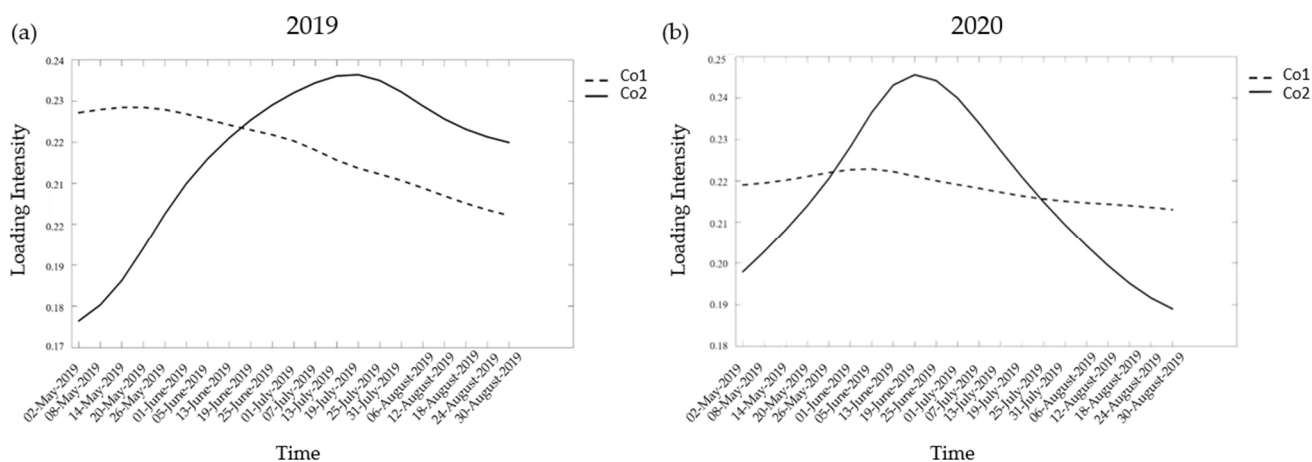 (a)
2019
0.24
0.23
0.22
0.21
0.20
0.19
0.18
0.17
Loading Intensity
Co1
Co2
02-May-2019
08-May-2019
14-May-2019
20-May-2019
26-May-2019
01-June-2019
05-June-2019
13-June-2019
19-June-2019
25-June-2019
01-July-2019
07-July-2019
13-July-2019
19-July-2019
25-July-2019
31-July-2019
06-August-2019
12-August-2019
18-August-2019
24-August-2019
30-August-2019
Time
(b)
2020
0.25
0.24
0.23
0.22
0.21
0.20
0.19
0.18
Loading Intensity
Co1
Co2
02-May-2019
08-May-2019
14-May-2019
20-May-2019
26-May-2019
01-June-2019
05-June-2019
13-June-2019
19-June-2019
25-June-2019
01-July-2019
07-July-2019
13-July-2019
19-July-2019
25-July-2019
31-July-2019
06-August-2019
12-August-2019
18-August-2019
24-August-2019
30-August-2019
Time